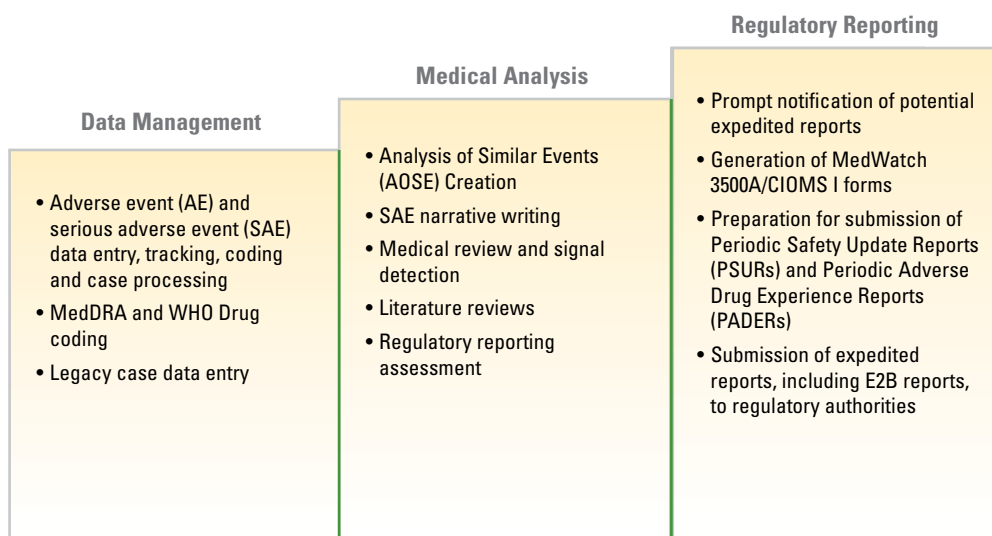 Data Management
• Adverse event (AE) and
serious adverse event (SAE)
data entry, tracking, coding
and case processing
• MedDRA and WHO Drug
coding
• Legacy case data entry
Medical Analysis
• Analysis of Similar Events
(AOSE) Creation
• SAE narrative writing
• Medical review and signal
detection
• Literature reviews
• Regulatory reporting
assessment
Regulatory Reporting
• Prompt notification of potential
expedited reports
• Generation of MedWatch
3500A/CIOMS I forms
• Preparation for submission of
Periodic Safety Update Reports
(PSURs) and Periodic Adverse
Drug Experience Reports
(PADERs)
• Submission of expedited
reports, including E2B reports,
to regulatory authorities